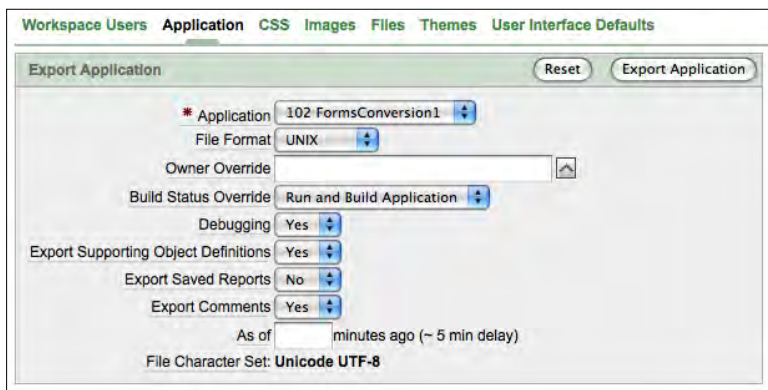 Workspace Users Application CSS Images Files Themes User Interface Defaults
Export Application Reset Export Application
* Application 102 FormsConversion1
File Format UNIX
Owner Override
Build Status Override Run and Build Application
Debugging Yes
Export Supporting Object Definitions Yes
Export Saved Reports No
Export Comments Yes
As of minutes ago (~ 5 min delay)
File Character Set: Unicode UTF-8